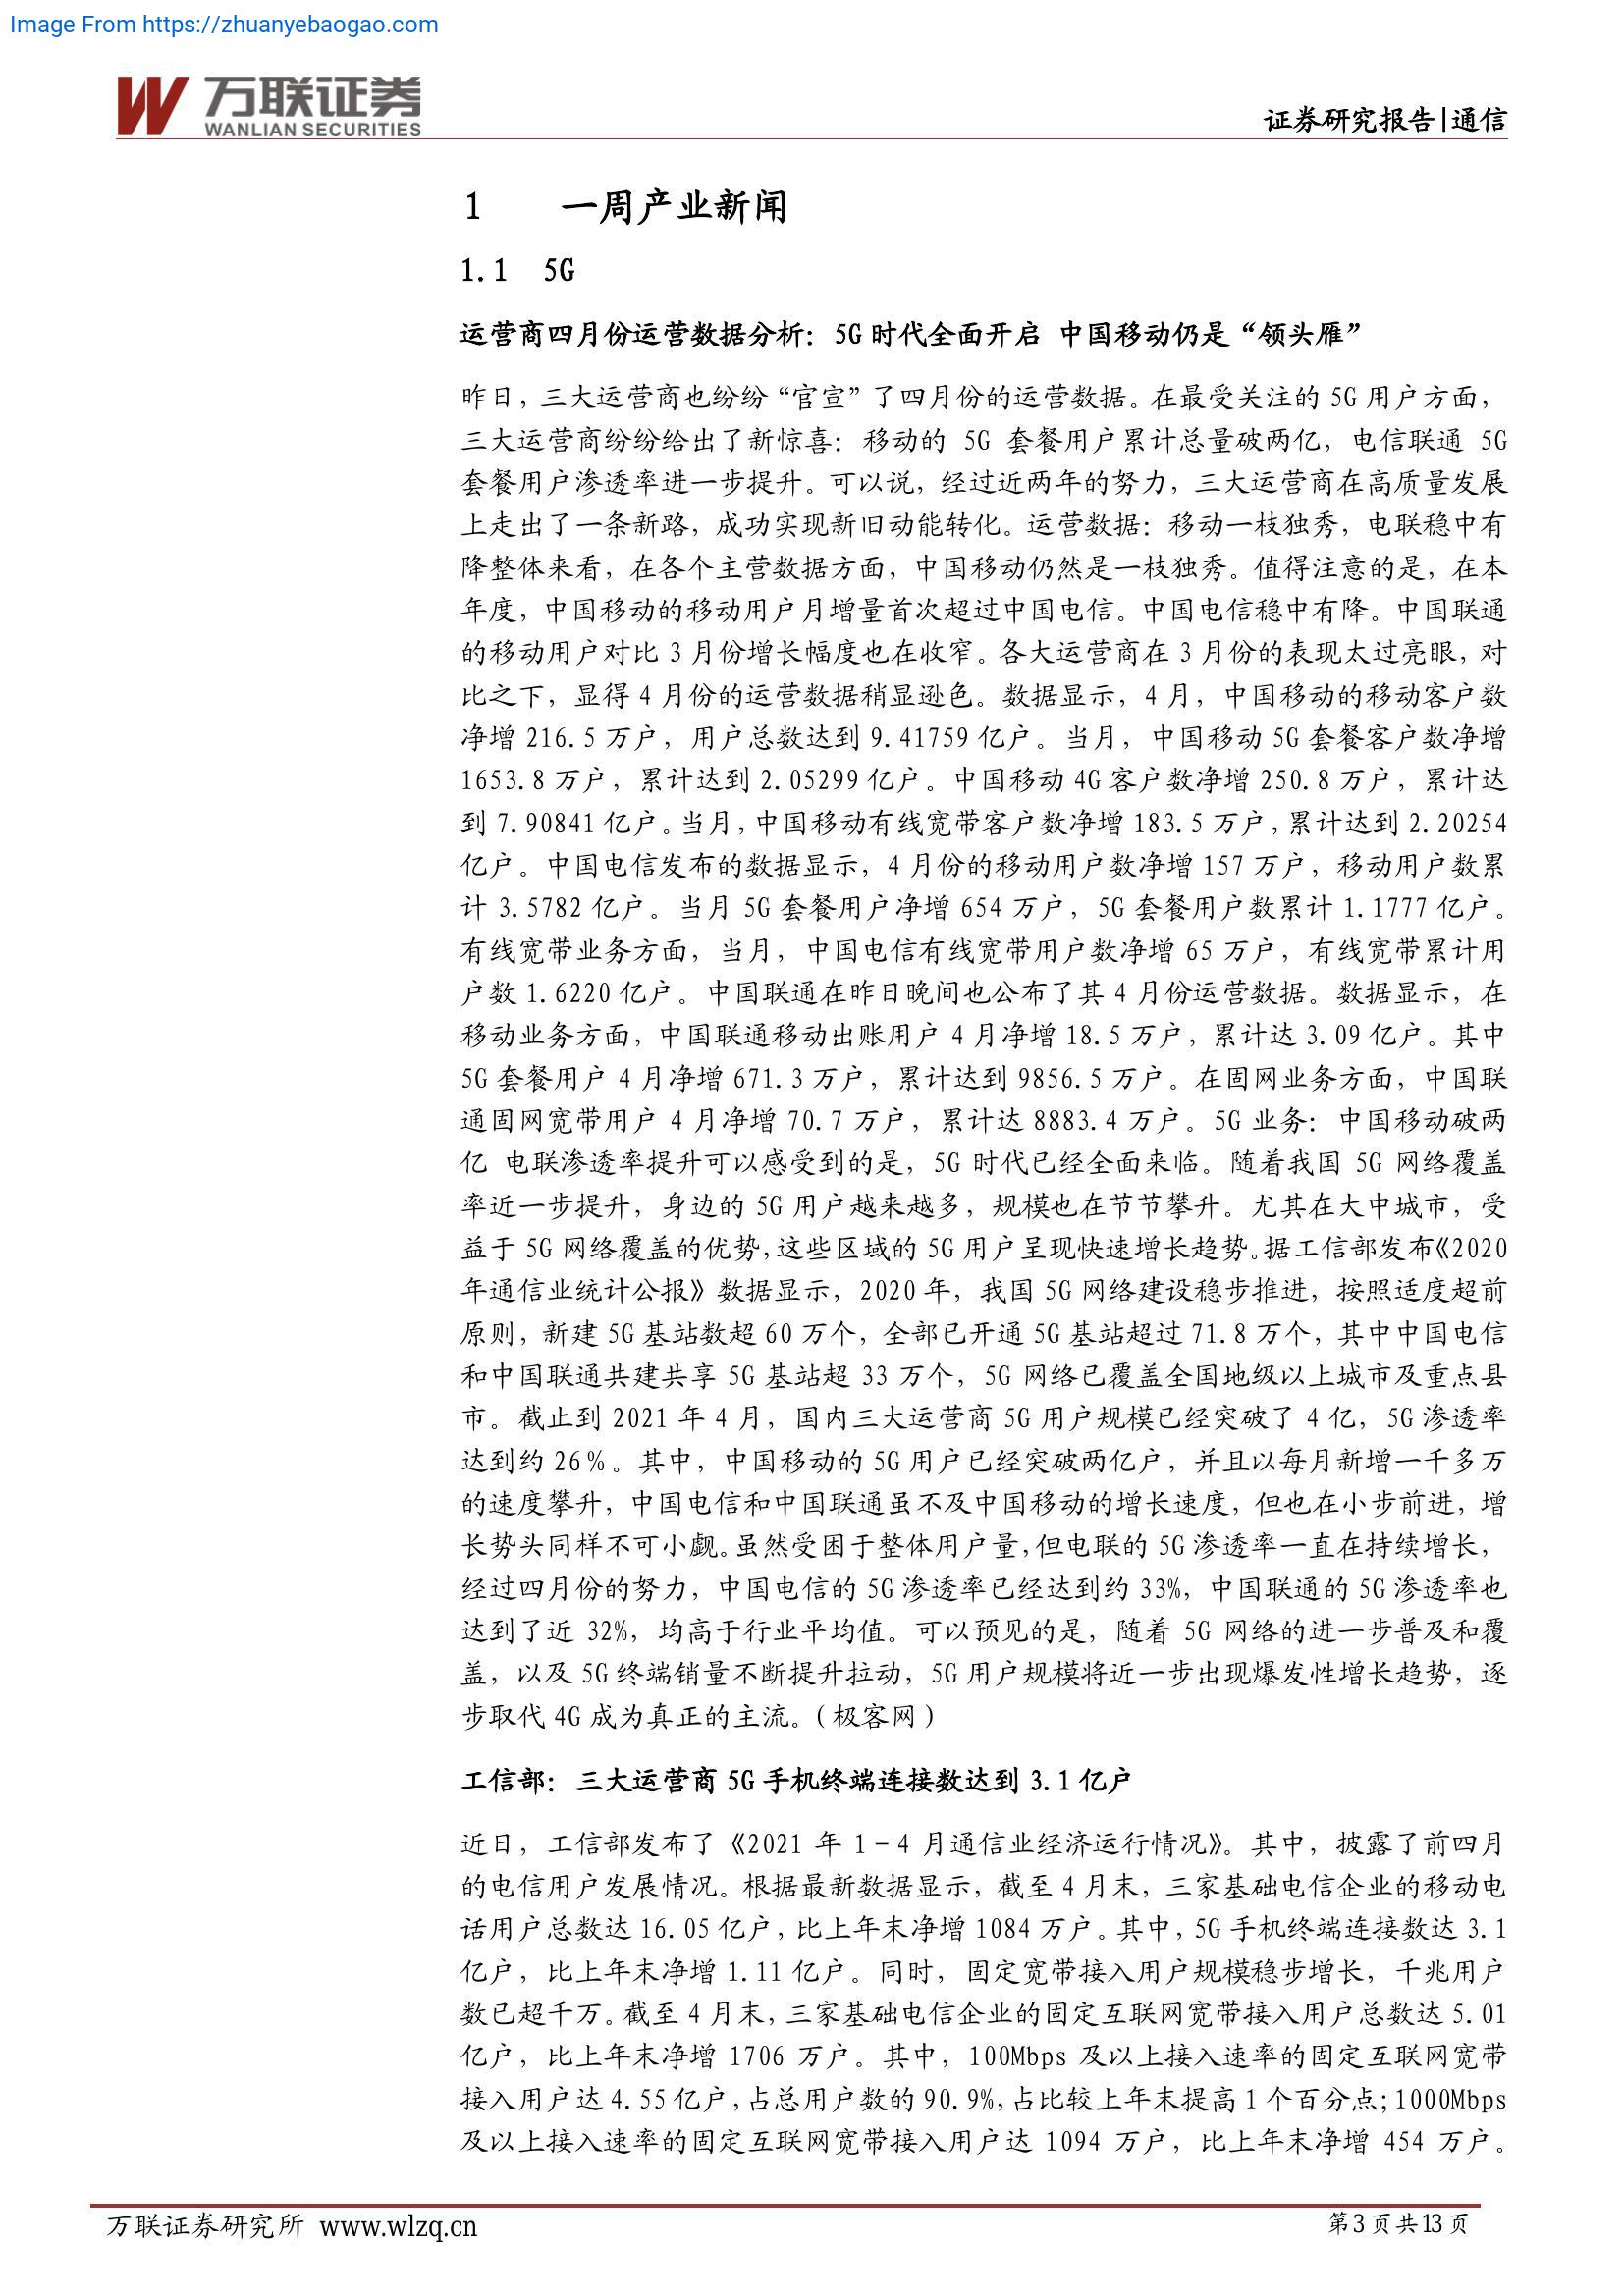 Image From https://zhuanyebaogao.com
万联证券
WANLIAN SECURITIES
证券研究报告|通信
1 一周产业新闻
1.1 5G
运营商四月份运营数据分析：5G 时代全面开启 中国移动仍是“领头雁”
昨日，三大运营商也纷纷“官宣”了四月份的运营数据。在最受关注的 5G 用户方面，
三大运营商纷纷给出了新惊喜：移动的 5G 套餐用户累计总量破两亿，电信联通 5G
套餐用户渗透率进一步提升。可以说，经过近两年的努力，三大运营商在高质量发展
上走出了一条新路，成功实现新旧动能转化。运营数据：移动一枝独秀，电联稳中有
降整体来看，在各个主营数据方面，中国移动仍然是一枝独秀。值得注意的是，在本
年度，中国移动的移动用户月增量首次超过中国电信。中国电信稳中有降。中国联通
的移动用户对比 3 月份增长幅度也在收窄。各大运营商在 3 月份的表现太过亮眼，对
比之下，显得 4 月份的运营数据稍显逊色。数据显示，4 月，中国移动的移动客户数
净增 216.5 万户，用户总数达到 9.41759 亿户。当月，中国移动 5G 套餐客户数净增
1653.8 万户，累计达到 2.05299 亿户。中国移动 4G 客户数净增 250.8 万户，累计达
到 7.90841 亿户。当月，中国移动有线宽带客户数净增 183.5 万户，累计达到 2.20254
亿户。中国电信发布的数据显示，4 月份的移动用户数净增 157 万户，移动用户数累
计 3.5782 亿户。当月 5G 套餐用户净增 654 万户，5G 套餐用户数累计 1.1777 亿户。
有线宽带业务方面，当月，中国电信有线宽带用户数净增 65 万户，有线宽带累计用
户数 1.6220 亿户。中国联通在昨日晚间也公布了其 4 月份运营数据。数据显示，在
移动业务方面，中国联通移动出账用户 4 月净增 18.5 万户，累计达 3.09 亿户。其中
5G 套餐用户 4 月净增 671.3 万户，累计达到 9856.5 万户。在固网业务方面，中国联
通固网宽带用户 4 月净增 70.7 万户，累计达 8883.4 万户。5G 业务：中国移动破两
亿 电联渗透率提升可以感受到的是，5G 时代已经全面来临。随着我国 5G 网络覆盖
率近一步提升，身边的 5G 用户越来越多，规模也在节节攀升。尤其在大中城市，受
益于 5G 网络覆盖的优势，这些区域的 5G 用户呈现快速增长趋势。据工信部发布《2020
年通信业统计公报》数据显示，2020 年，我国 5G 网络建设稳步推进，按照适度超前
原则，新建 5G 基站数超 60 万个，全部已开通 5G 基站超过 71.8 万个，其中中国电信
和中国联通共建共享 5G 基站超 33 万个，5G 网络已覆盖全国地级以上城市及重点县
市。截止到 2021 年 4 月，国内三大运营商 5G 用户规模已经突破了 4 亿，5G 渗透率
达到约 26%。其中，中国移动的 5G 用户已经突破两亿户，并且以每月新增一千多万
的速度攀升，中国电信和中国联通虽不及中国移动的增长速度，但也在小步前进，增
长势头同样不可小觑。虽然受困于整体用户量，但电联的 5G 渗透率一直在持续增长，
经过四月份的努力，中国电信的 5G 渗透率已经达到约 33%，中国联通的 5G 渗透率也
达到了近 32%，均高于行业平均值。可以预见的是，随着 5G 网络的进一步普及和覆
盖，以及 5G 终端销量不断提升拉动，5G 用户规模将近一步出现爆发性增长趋势，逐
步取代 4G 成为真正的主流。（极客网）
工信部：三大运营商 5G 手机终端连接数达到 3.1 亿户
近日，工信部发布了《2021 年 1－4 月通信业经济运行情况》。其中，披露了前四月
的电信用户发展情况。根据最新数据显示，截至 4 月末，三家基础电信企业的移动电
话用户总数达 16.05 亿户，比上年末净增 1084 万户。其中，5G 手机终端连接数达 3.1
亿户，比上年末净增 1.11 亿户。同时，固定宽带接入用户规模稳步增长，千兆用户
数已超千万。截至 4 月末，三家基础电信企业的固定互联网宽带接入用户总数达 5.01
亿户，比上年末净增 1706 万户。其中，100Mbps 及以上接入速率的固定互联网宽带
接入用户达 4.55 亿户，占总用户数的 90.9%，占比较上年末提高 1 个百分点；1000Mbps
及以上接入速率的固定互联网宽带接入用户达 1094 万户，比上年末净增 454 万户。
万联证券研究所 www.wlzq.cn
第 3 页 共 13 页